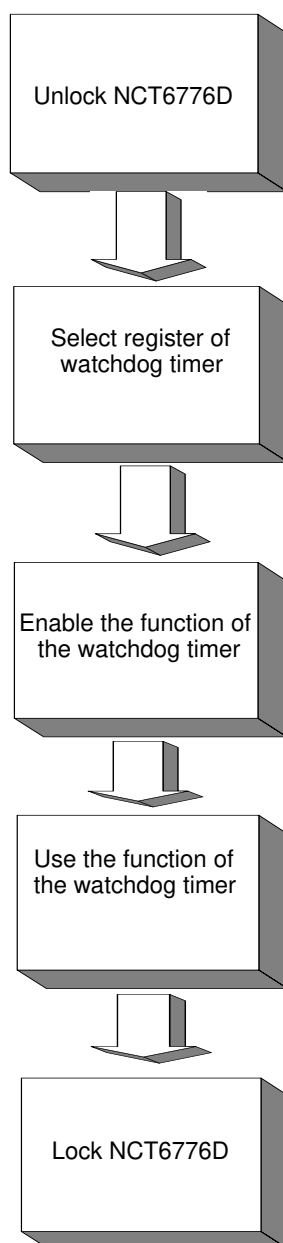 Unlock NCT6776D
Select register of
watchdog timer
Enable the function of
the watchdog timer
Use the function of
the watchdog timer
Lock NCT6776D